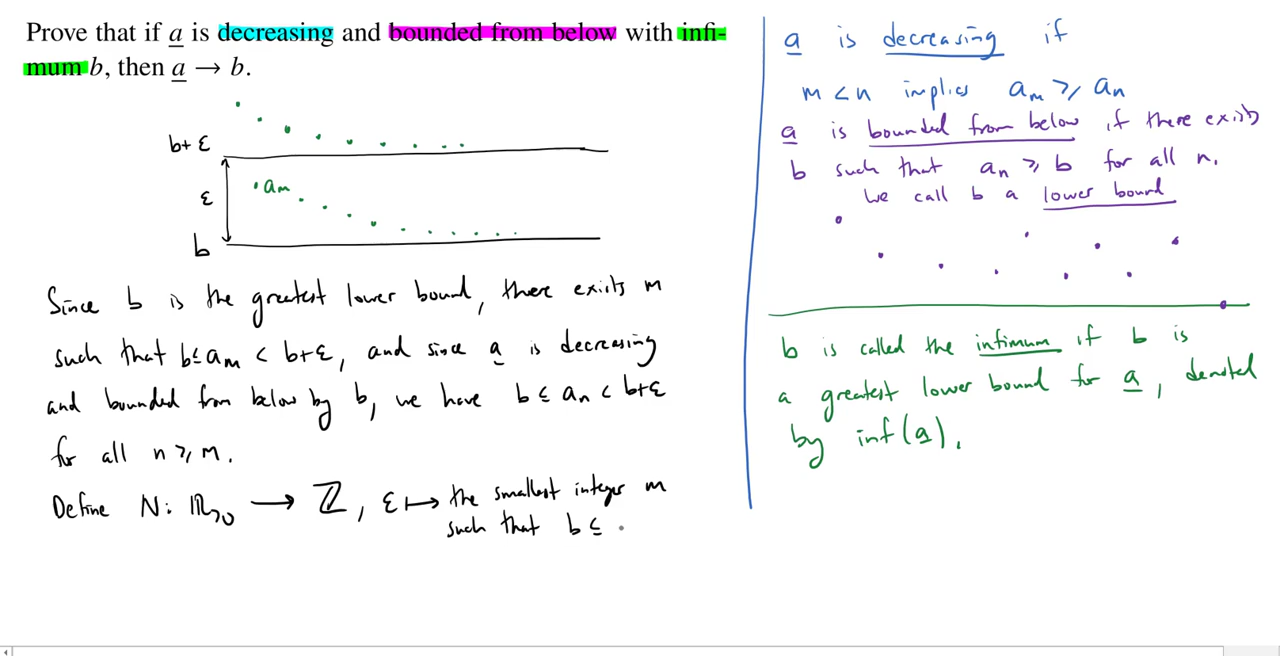 Prove that if a is decreasing and bounded from below with infi-
mum b, then a → b.
b+ε
ε
b
·am
Since b is the greatest lower bound, there exists m
such that b≤am < b+ε, and since a is decreasing
and bounded from below by b, we have b ≤ an < b+ε
for all n ≥ m.
Define N: ℝ>0 → ℤ, ε ↦ the smallest integer m
such that b ≤
a is decreasing if
m < n implies am ≥ an
a is bounded from below if there exists
b such that an ≥ b for all n.
We call b a lower bound
b is called the infimum if b is
a greatest lower bound for a, denoted
by inf(a).